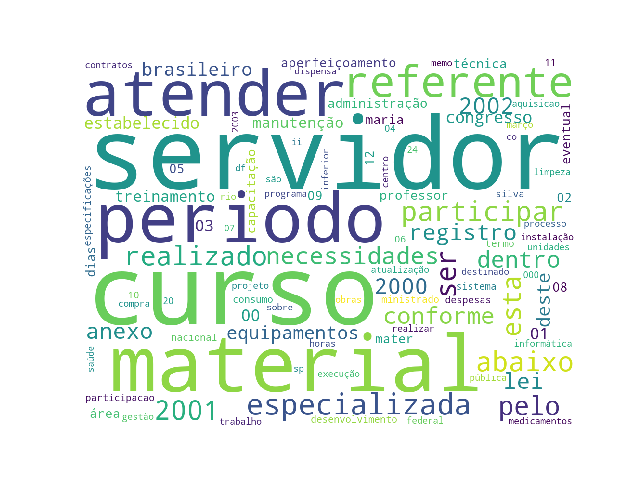 contratos
brasileiro
aperfeiçoamento
dispensa
memo
técnica
11
atender
referente
2002
aquisicao
administração
congresso
estabelecido
2003
manutenção
maria
04
março
co
eventual
servidor
ii
inferior
12
24
05
df
capacitação
são
centro
limpeza
especificações
treinamento
rio
programa
09
professor
silva
02
periodo
03
07
06
participar
registro
processo
instalação
dias
realizado
necessidades
ser
termo
unidades
dentro
curso
atualização
destinado
000
10
20
compra
projeto
consumo
sobre
00
2000
obras
ministrado
despesas
sistema
esta
deste
08
anexo
nacional
equipamentos
horas
realizar
mater
conforme
01
informática
saúde
material
sp
execução
pública
abaixo
lei
participacao
área
gestão
2001
trabalho
especializada
desenvolvimento
federal
pelo
medicamentos